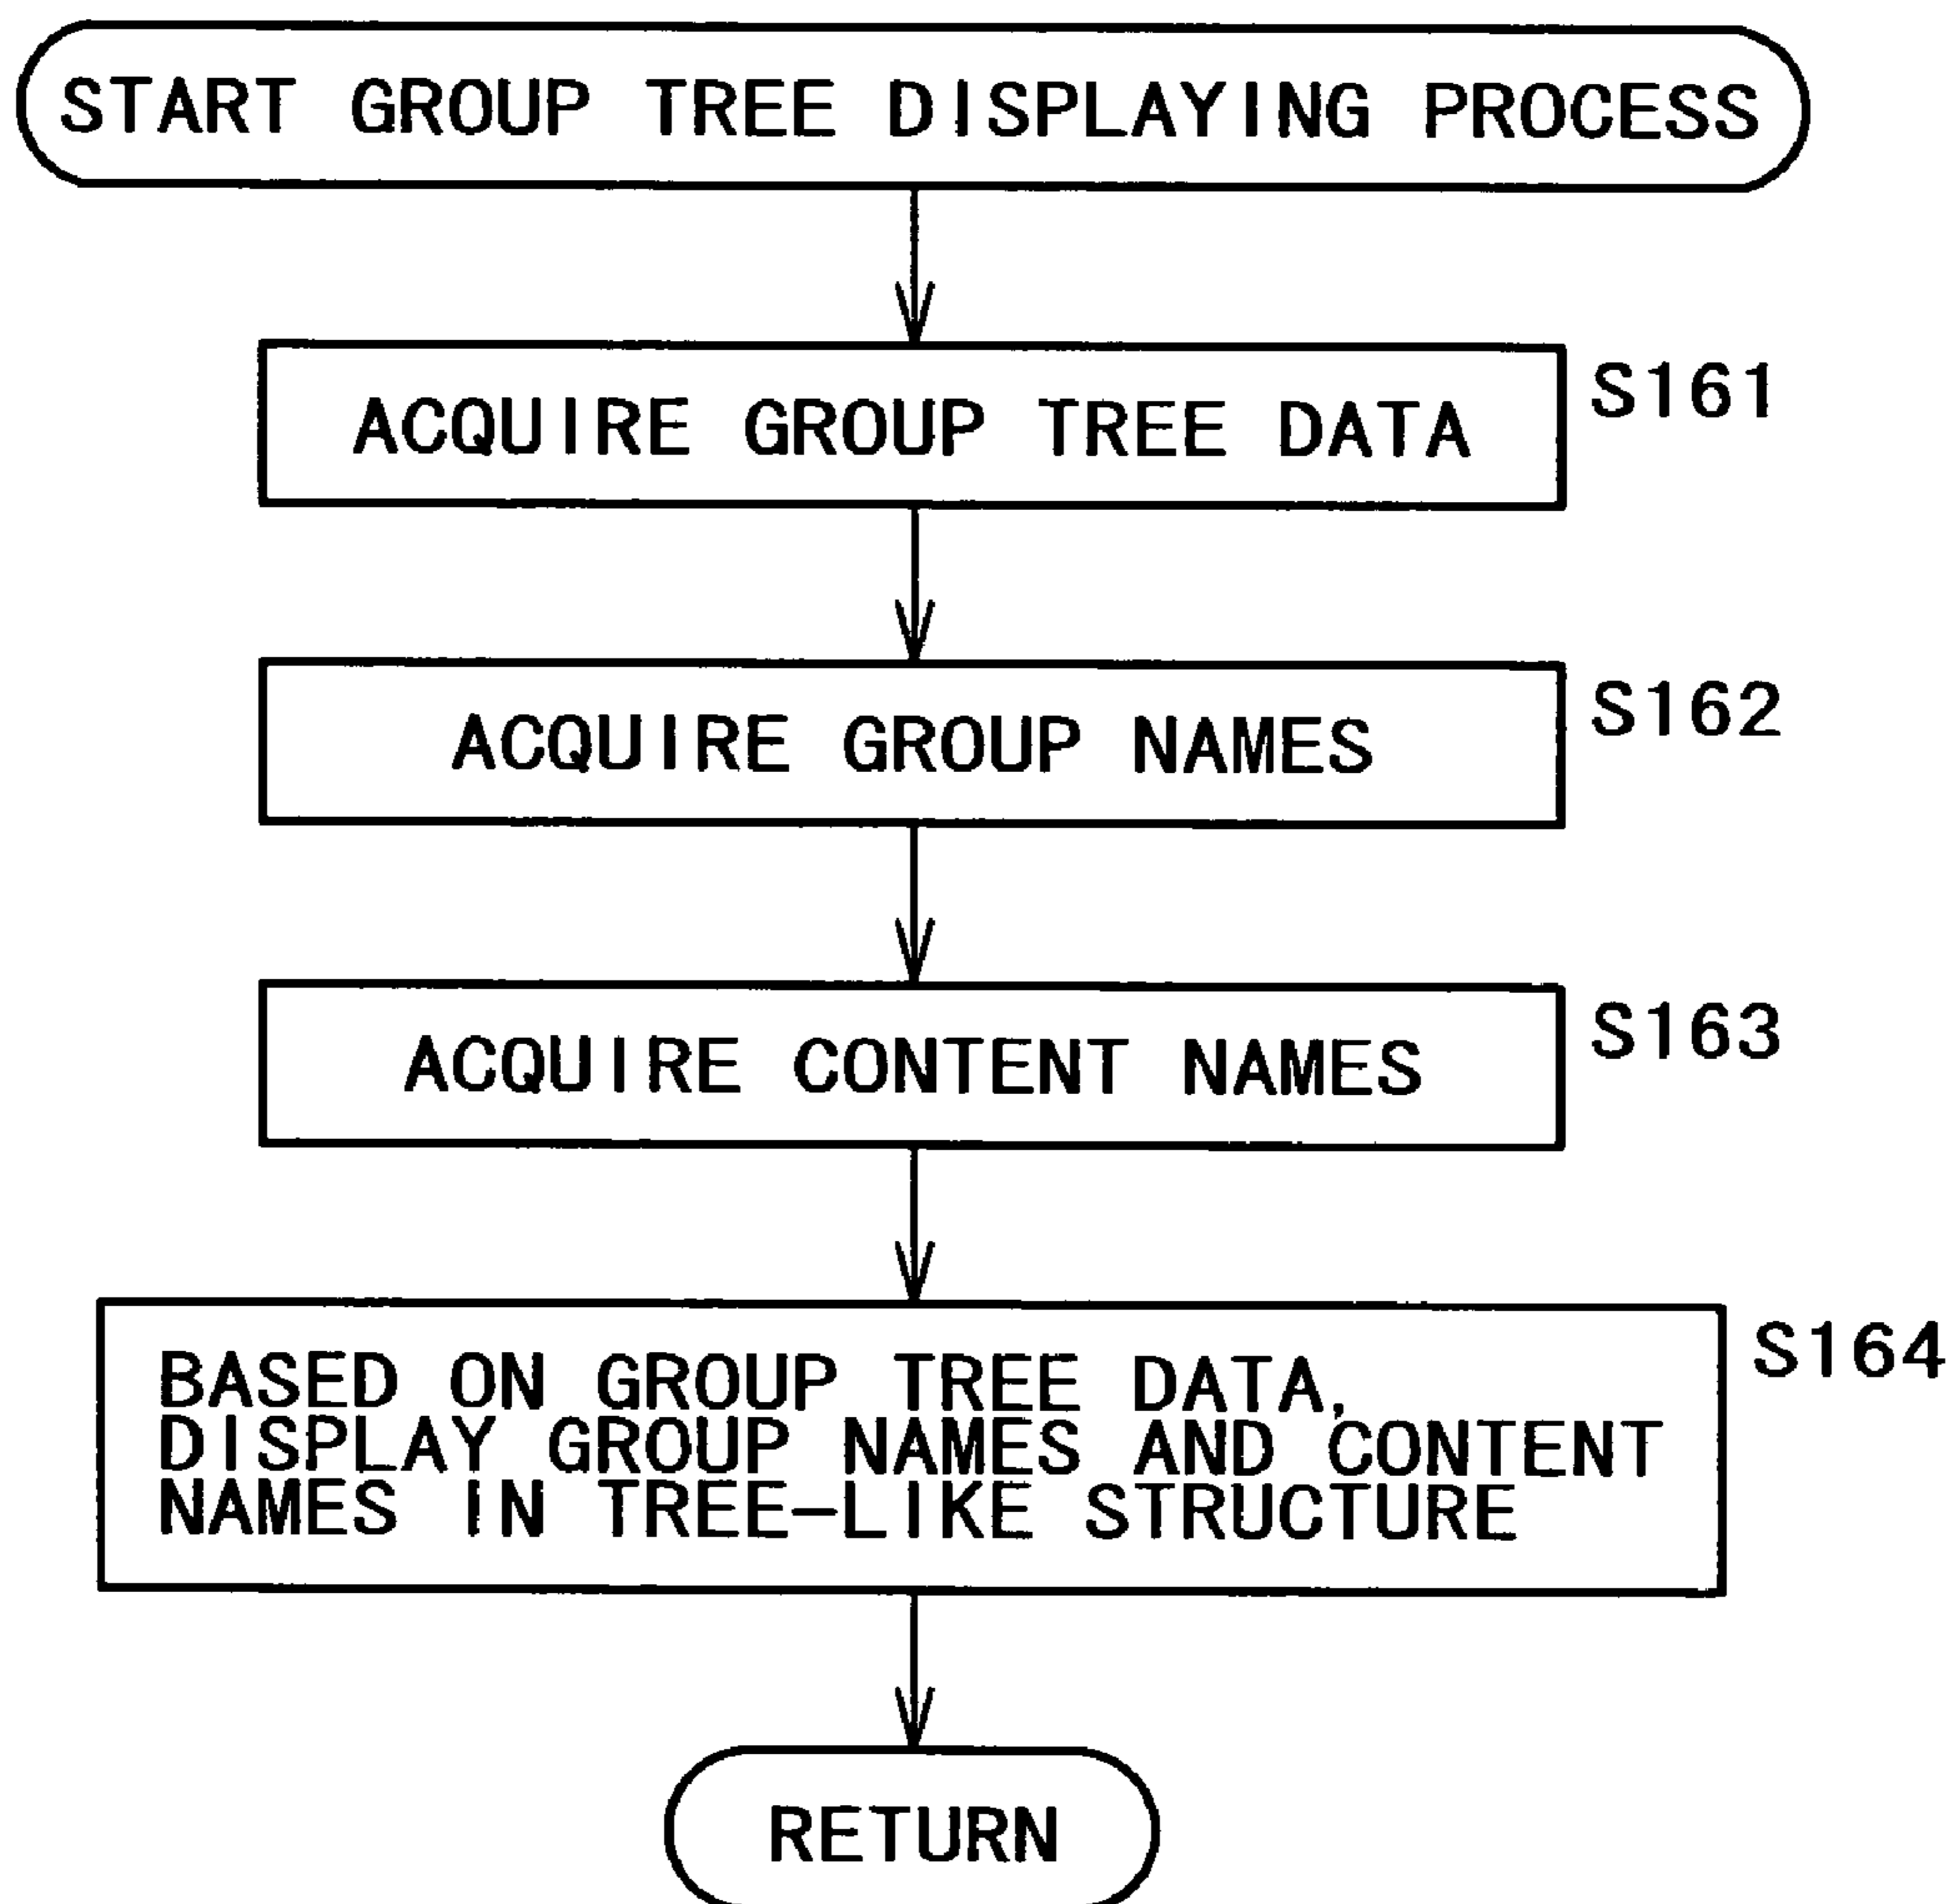 START GROUP TREE DISPLAYING PROCESS
ACQUIRE GROUP TREE DATA
S161
ACQUIRE GROUP NAMES
S162
ACQUIRE CONTENT NAMES
S163
BASED ON GROUP TREE DATA,
DISPLAY GROUP NAMES AND CONTENT
NAMES IN TREE-LIKE STRUCTURE
S164
RETURN